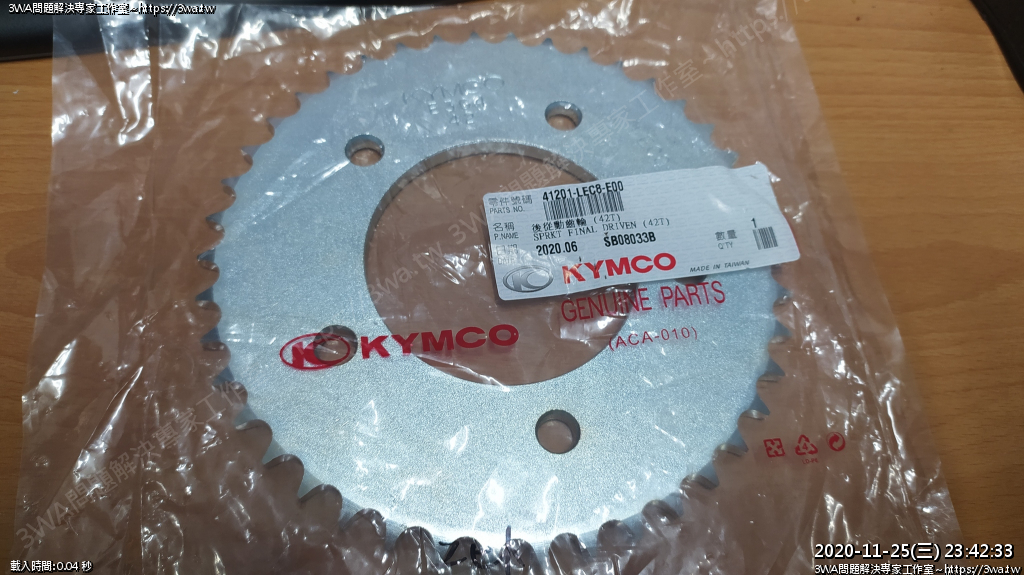 3WA問題解決專家工作室~https://3wa.tw
零件號碼
PARTS NO.
41201-LEC8-E00
名稱
P.NAME
後從動齒輪 (42T)
SPRKT FINAL DRIVEN (42T)
日期
2020.06
SB08033B
數量
Q'TY
1
KYMCO
MADE IN TAIWAN
GENUINE PARTS
KYMCO
(ACA-010)
2020-11-25(三) 23:42:33
載入時間:0.04 秒
3WA問題解決專家工作室~https://3wa.tw